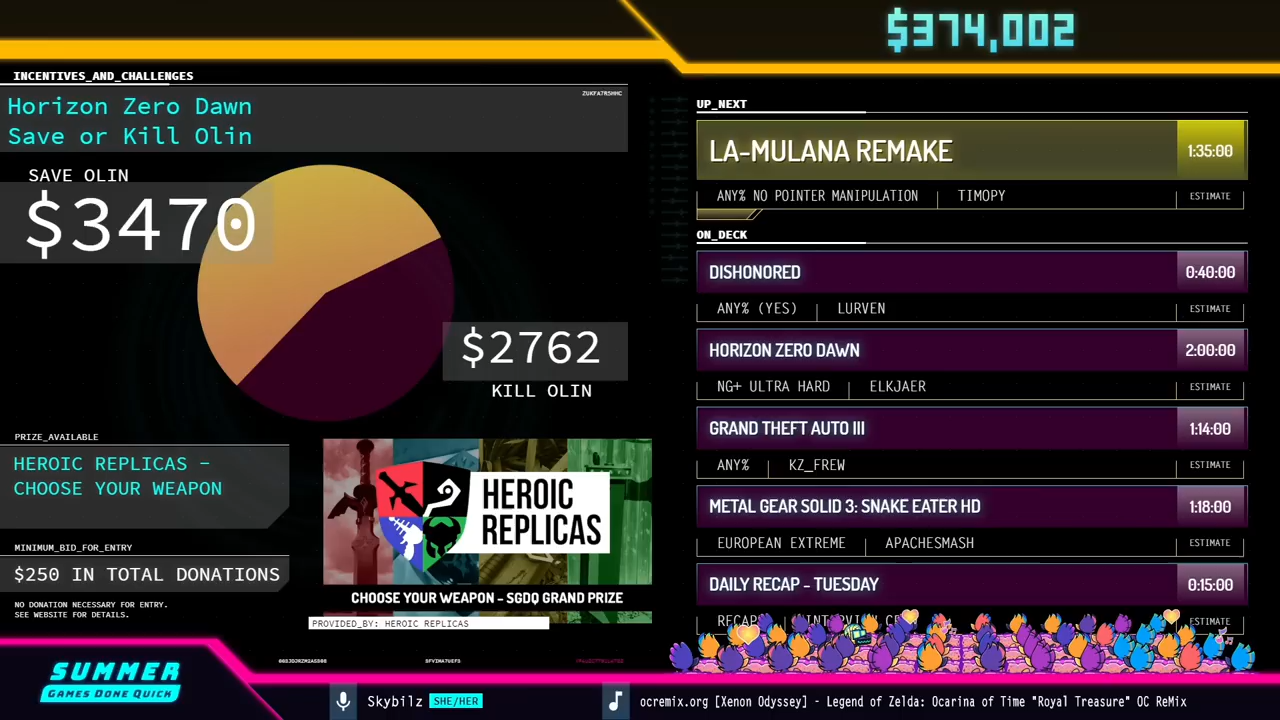 $374,002
INCENTIVES_AND_CHALLENGES
Horizon Zero Dawn
Save or Kill Olin
SAVE OLIN
$3470
$2762
KILL OLIN
PRIZE_AVAILABLE
HEROIC REPLICAS -
CHOOSE YOUR WEAPON
MINIMUM_BID_FOR_ENTRY
$250 IN TOTAL DONATIONS
NO DONATION NECESSARY FOR ENTRY.
SEE WEBSITE FOR DETAILS.
HEROIC
REPLICAS
CHOOSE YOUR WEAPON - SGDQ GRAND PRIZE
PROVIDED_BY: HEROIC REPLICAS
UP_NEXT
LA-MULANA REMAKE 1:35:00
ANY% NO POINTER MANIPULATION TIMOPY ESTIMATE
ON_DECK
DISHONORED 0:40:00
ANY% (YES) LURVEN ESTIMATE
HORIZON ZERO DAWN 2:00:00
NG+ ULTRA HARD ELKJAER ESTIMATE
GRAND THEFT AUTO III 1:14:00
ANY% KZ_FREW ESTIMATE
METAL GEAR SOLID 3: SNAKE EATER HD 1:18:00
EUROPEAN EXTREME APACHESMASH ESTIMATE
DAILY RECAP - TUESDAY 0:15:00
ESTIMATE
SUMMER
GAMES DONE QUICK
Skybilz SHE/HER
ocremix.org [Xenon Odyssey] - Legend of Zelda: Ocarina of Time "Royal Treasure" OC ReMix